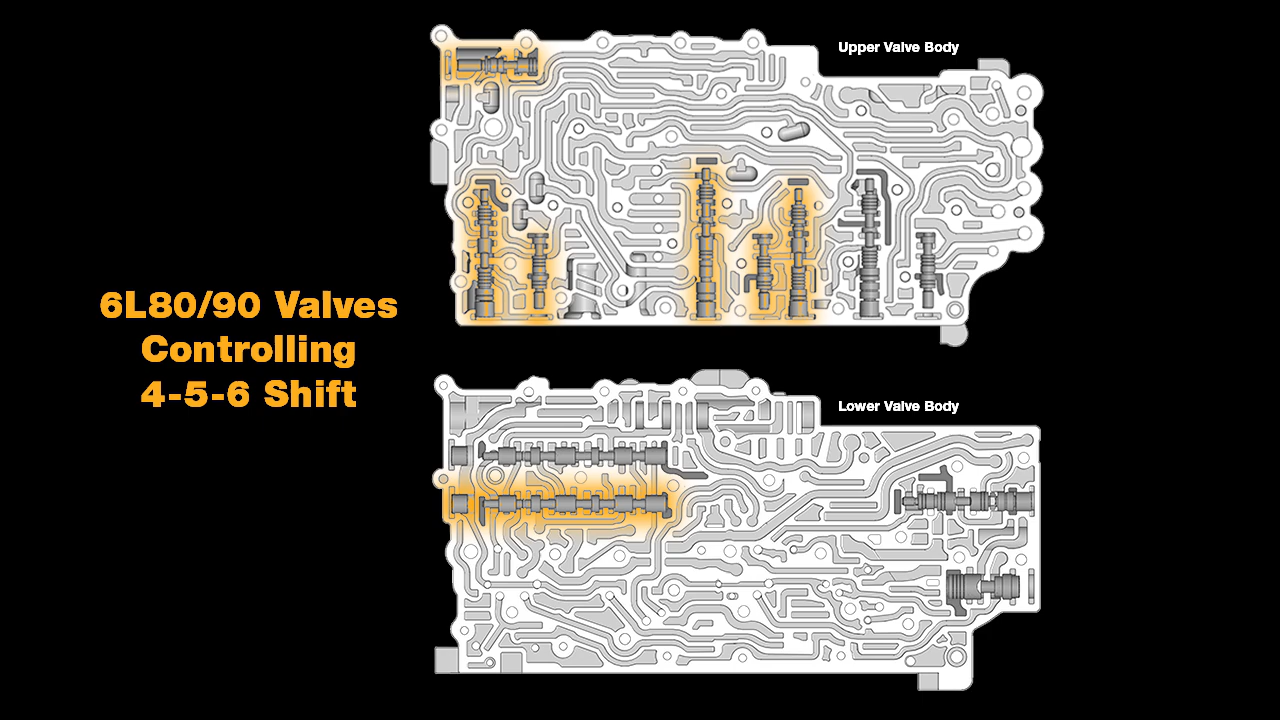 Upper Valve Body
6L80/90 Valves
Controlling
4-5-6 Shift
Lower Valve Body